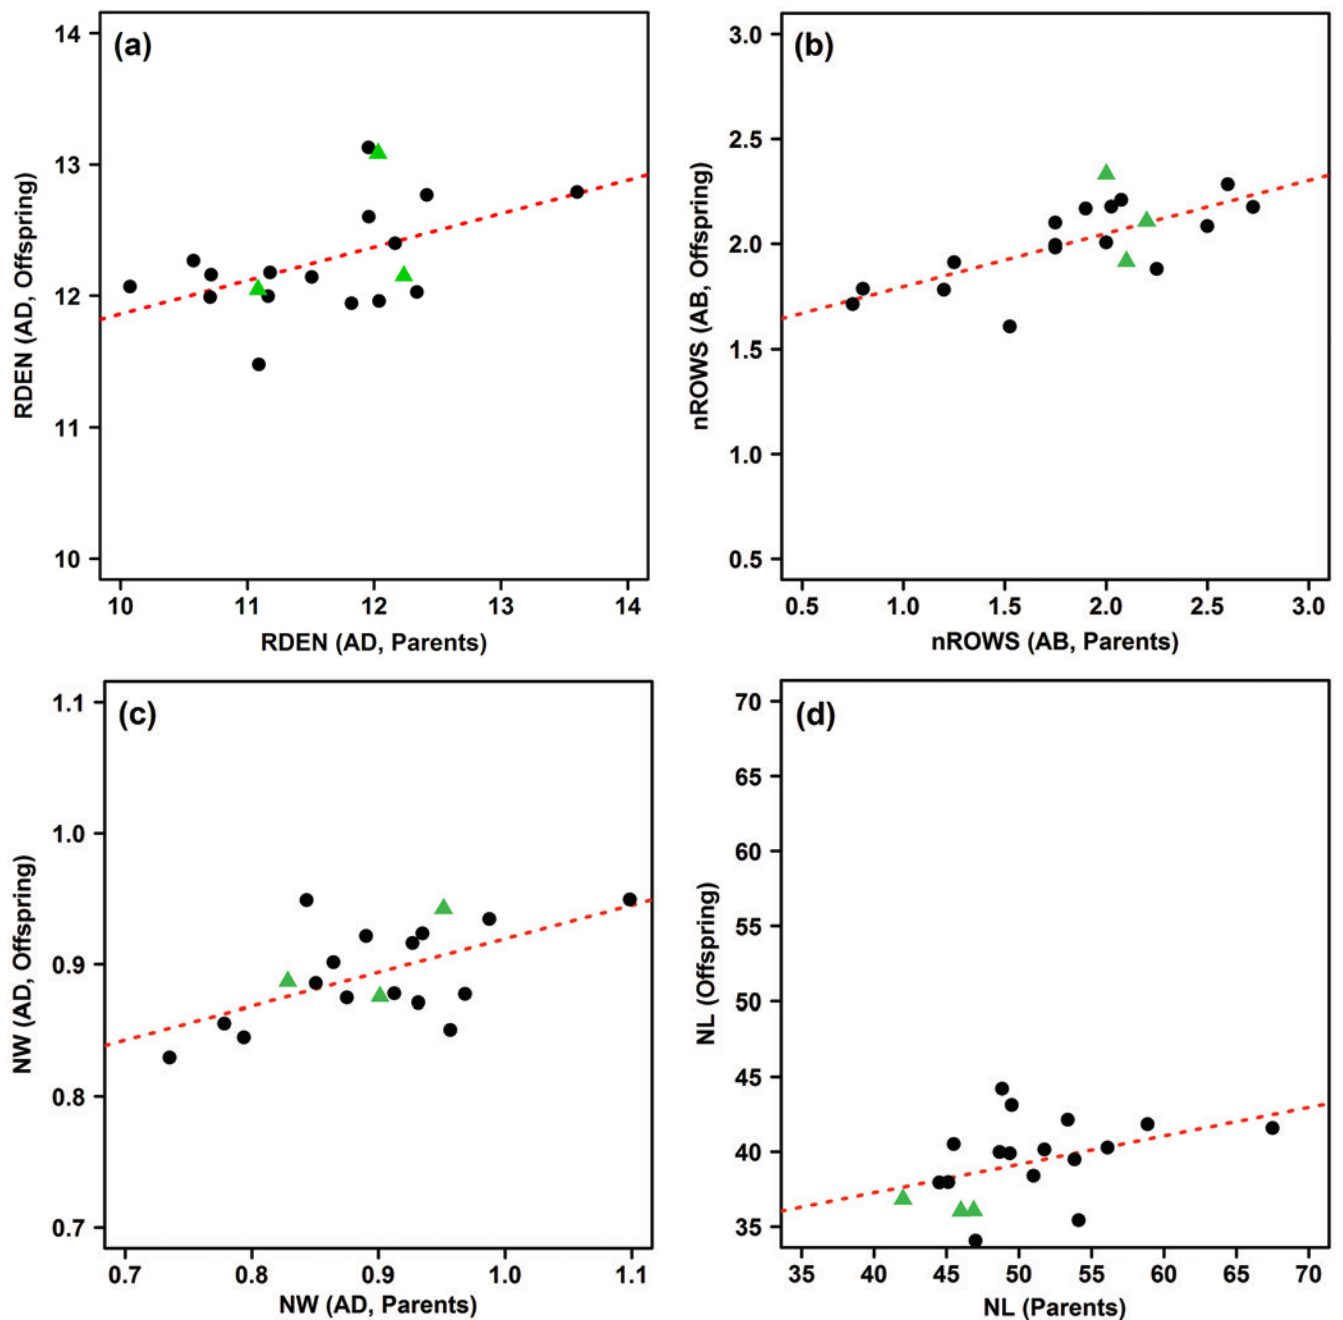 (a)
14
13
12
11
10
RDEN (AD, Offspring)
10 11 12 13 14
RDEN (AD, Parents)
(b)
3.0
2.5
2.0
1.5
1.0
0.5
nROWS (AB, Offspring)
0.5 1.0 1.5 2.0 2.5 3.0
nROWS (AB, Parents)
(c)
1.1
1.0
0.9
0.8
0.7
NW (AD, Offspring)
0.7 0.8 0.9 1.0 1.1
NW (AD, Parents)
(d)
70
65
60
55
50
45
40
35
NL (Offspring)
35 40 45 50 55 60 65 70
NL (Parents)